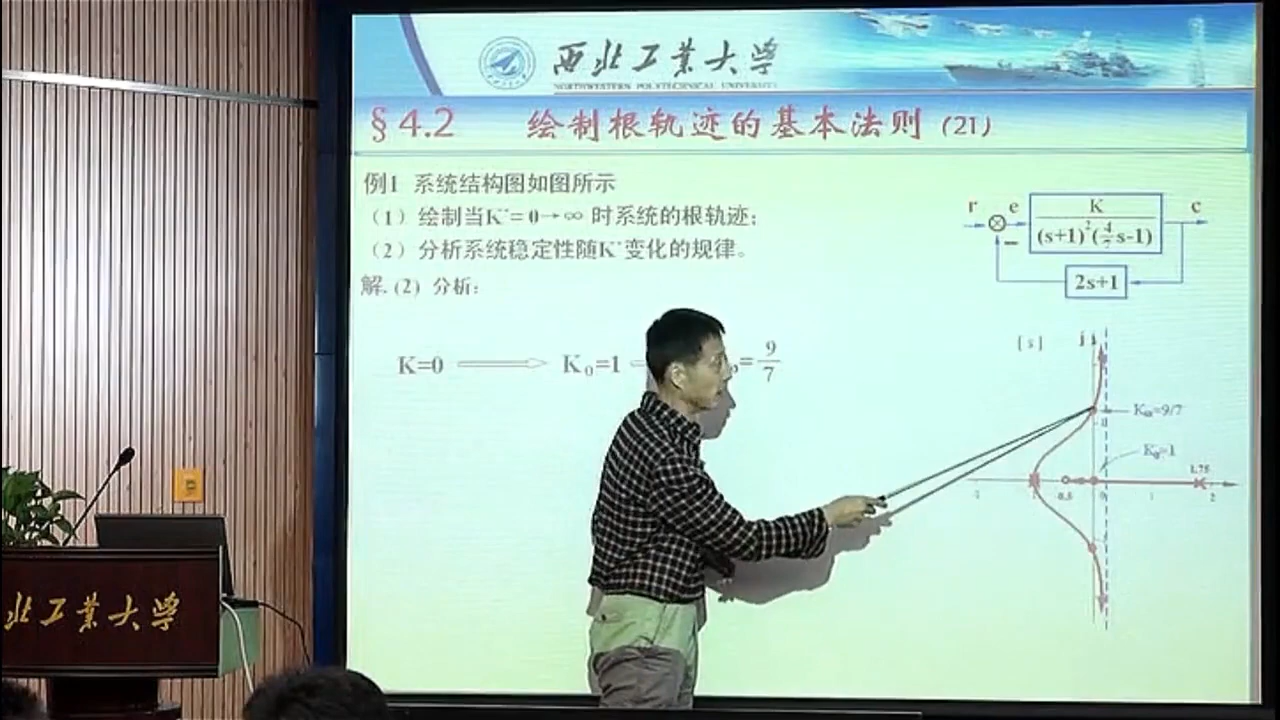 西北工业大学
NORTHWESTERN POLYTECHNICAL UNIVERSITY
§4.2 绘制根轨迹的基本法则(21)
例1 系统结构图如图所示
(1)绘制当K*= 0→∞ 时系统的根轨迹;
(2)分析系统稳定性随K*变化的规律。
解. (2) 分析:
r e K c
(s+1)²(4/7 s-1)
−
2s+1
K=0 K₀=1 = 9/7
[s] j
K₀=9/7
K₀=1
1.75
0.5 0 1 2
北工业大学